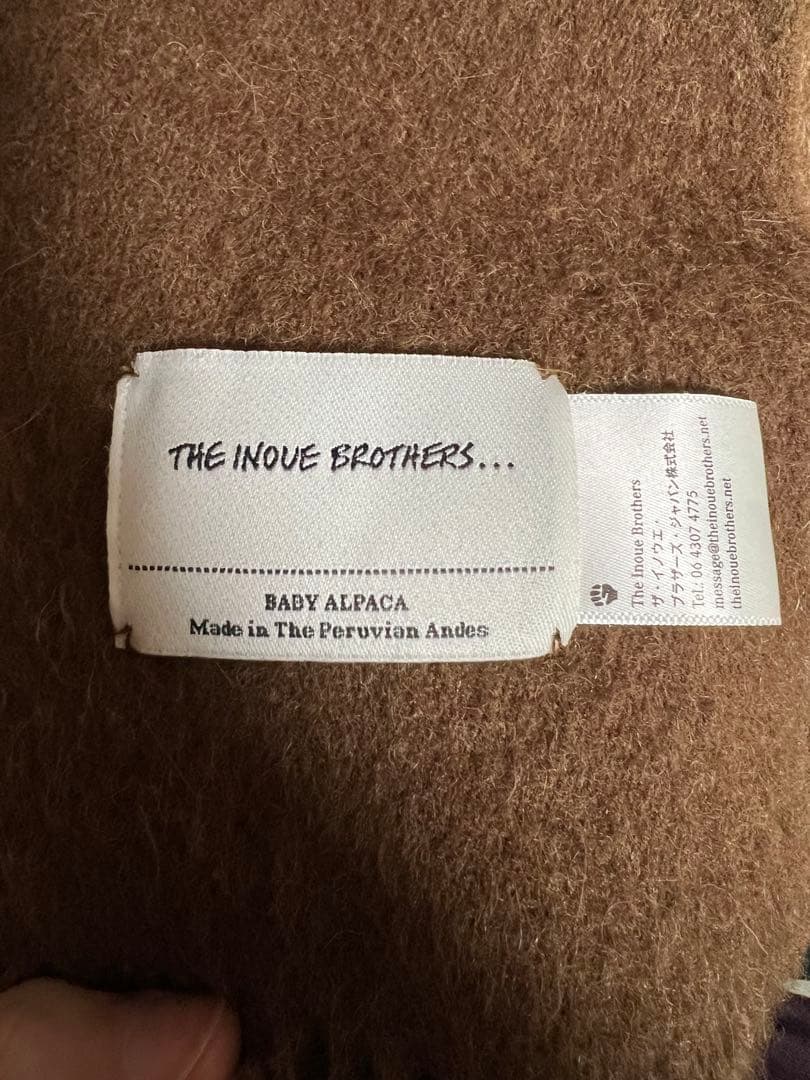 THE INOUE BROTHERS...
BABY ALPACA
Made in The Peruvian Andes
The Inoue Brothers
ザ・イノウエ・
ブラザーズ・ジャパン株式会社
Tel.: 06 4307 4775
message@theinouebrothers.net
theinouebrothers.net